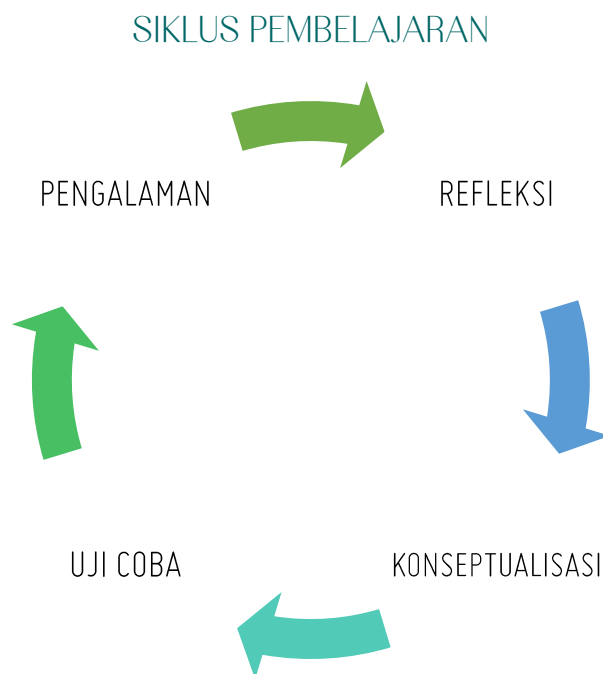 SIKLUS PEMBELAJARAN
PENGALAMAN
REFLEKSI
UJI COBA
KONSEPTUALISASI